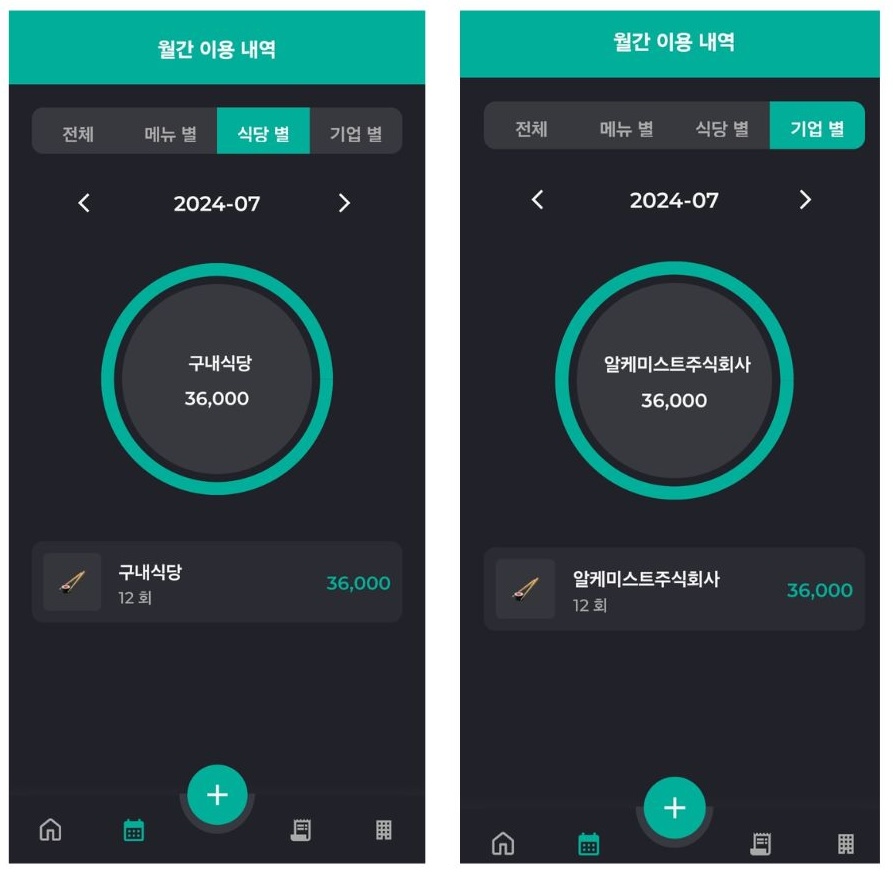 월간 이용 내역
전체 메뉴 별 식당 별 기업 별
2024-07
구내식당
36,000
구내식당
12 회
36,000
월간 이용 내역
전체 메뉴 별 식당 별 기업 별
2024-07
알케미스트주식회사
36,000
알케미스트주식회사
12 회
36,000